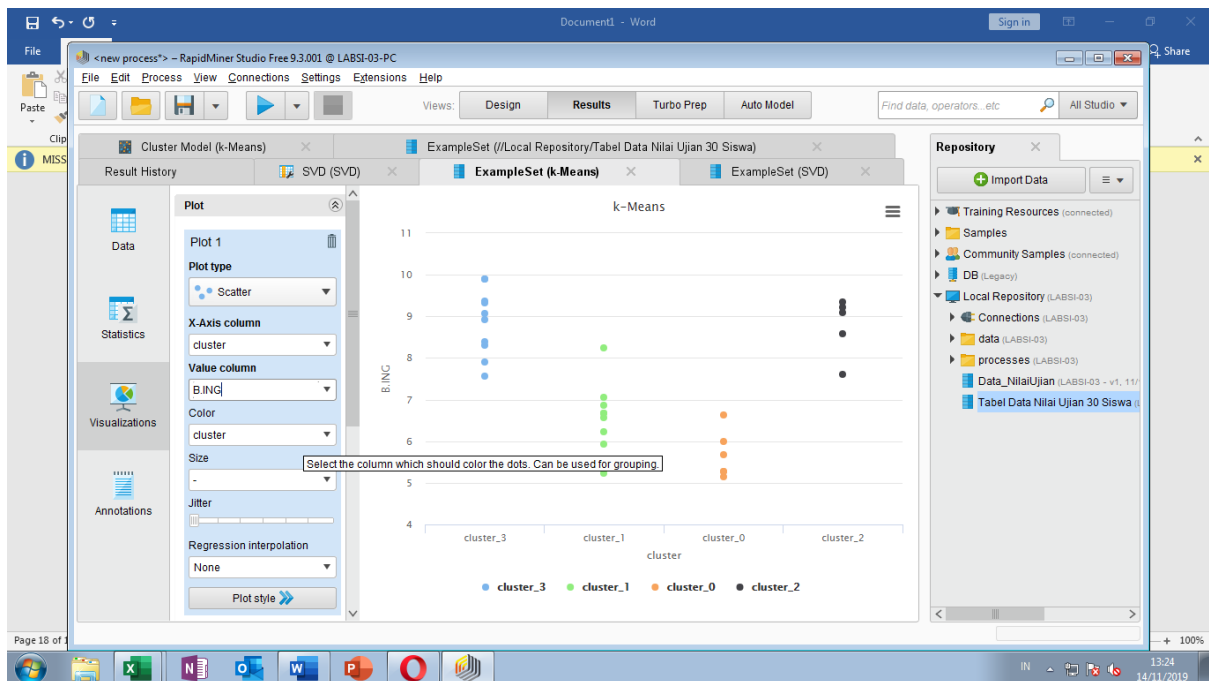 Document1 - Word
Sign in
File
Share
Paste
Clip
MISS
<new process*> – RapidMiner Studio Free 9.3.001 @ LABSI-03-PC
File Edit Process View Connections Settings Extensions Help
Views: Design Results Turbo Prep Auto Model
Find data, operators...etc
All Studio
Cluster Model (k-Means)
ExampleSet (//Local Repository/Tabel Data Nilai Ujian 30 Siswa)
Result History
SVD (SVD)
ExampleSet (k-Means)
ExampleSet (SVD)
Data
Statistics
Visualizations
Annotations
Plot
Plot 1
Plot type
Scatter
X-Axis column
cluster
Value column
B.ING
Color
cluster
Size
-
Jitter
Regression interpolation
None
Plot style
Select the column which should color the dots. Can be used for grouping.
k-Means
11
10
9
8
7
6
5
4
B.ING
cluster_3 cluster_1 cluster_0 cluster_2
cluster
cluster_3 cluster_1 cluster_0 cluster_2
Repository
Import Data
Training Resources (connected)
Samples
Community Samples (connected)
DB (Legacy)
Local Repository (LABSI-03)
Connections (LABSI-03)
data (LABSI-03)
processes (LABSI-03)
Data_NilaiUjian (LABSI-03 - v1, 11/
Tabel Data Nilai Ujian 30 Siswa
Page 18 of 1
100%
IN
13:24
14/11/2019